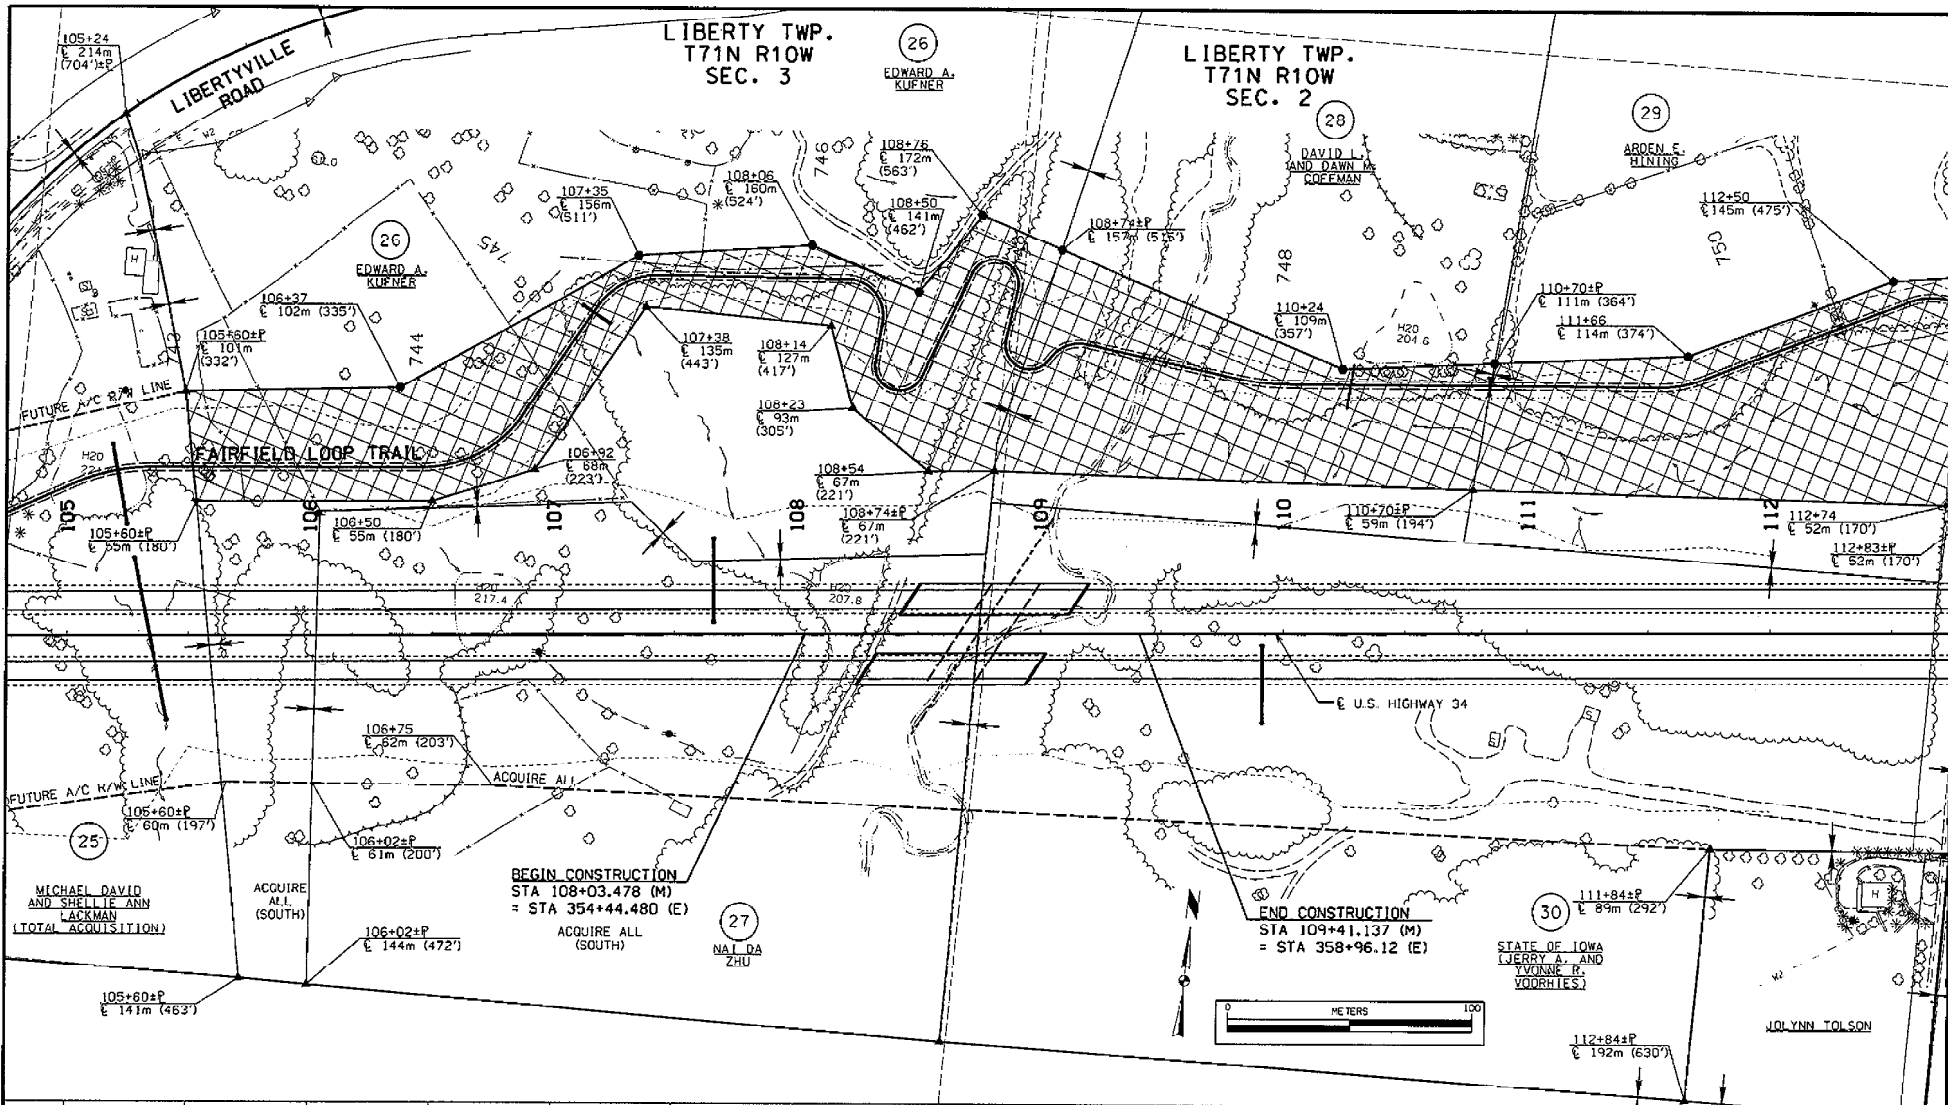 105+24
℄ 214m
(704')±P
LIBERTYVILLE
ROAD
LIBERTY TWP.
T71N R10W
SEC. 3
26
EDWARD A.
KUFNER
LIBERTY TWP.
T71N R10W
SEC. 2
28
DAVID L.
AND DAWN M.
COFFMAN
29
ARDEN E.
HINING
26
EDWARD A.
KUFNER
107+35
℄ 156m
(511')
108+06
℄ 160m
(524')
746
108+76
℄ 172m
(563')
108+50
℄ 141m
(462')
108+74±P
℄ 157m (515')
112+50
℄ 145m (475')
745
748
750
H
106+37
℄ 102m (335')
105+60±P
℄ 101m
(332')
743
744
107+38
℄ 135m
(443')
108+14
℄ 127m
(417')
110+24
℄ 109m
(357')
H20
204.6
110+70±P
℄ 111m (364')
111+66
℄ 114m (374')
FUTURE A/C R/W LINE
108+23
℄ 93m
(305')
FAIRFIELD LOOP TRAIL
H20
106+92
℄ 68m
(223')
108+54
℄ 67m
(221')
105
106
107
108
109
110
111
112
105+60±P
℄ 55m (180')
106+50
℄ 55m (180')
108+74±P
℄ 67m
(221')
110+70±P
℄ 59m (194')
112+74
℄ 52m (170')
112+83±P
℄ 52m (170')
H20
217.4
H20
207.8
℄ U.S. HIGHWAY 34
S
S
106+75
℄ 62m (203')
ACQUIRE ALL
FUTURE A/C R/W LINE
105+60±P
℄ 60m (197')
106+02±P
℄ 61m (200')
25
MICHAEL DAVID
AND SHELLIE ANN
LACKMAN
(TOTAL ACQUISITION)
ACQUIRE
ALL
(SOUTH)
BEGIN CONSTRUCTION
STA 108+03.478 (M)
= STA 354+44.480 (E)
ACQUIRE ALL
(SOUTH)
27
NAI DA
ZHU
N
END CONSTRUCTION
STA 109+41.137 (M)
= STA 358+96.12 (E)
30
STATE OF IOWA
(JERRY A. AND
YVONNE R.
VOORHIES)
111+84±P
℄ 89m (292')
H
106+02±P
℄ 144m (472')
105+60±P
℄ 141m (463')
0 METERS 100
112+84±P
℄ 192m (630')
JOLYNN TOLSON